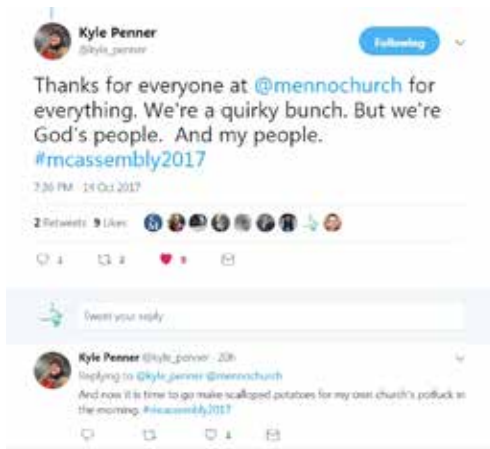 Kyle Penner
@kyle_penner
Following
Thanks for everyone at @mennochurch for
everything. We're a quirky bunch. But we're
God's people. And my people.
#mcassembly2017
7:36 PM 14 Oct 2017
2 Retweets 9 Likes
2 9
Tweet your reply
Kyle Penner @kyle_penner 20h
Replying to @kyle_penner @mennochurch
And now it is time to go make scalloped potatoes for my own church's potluck in
the morning. #mcassembly2017